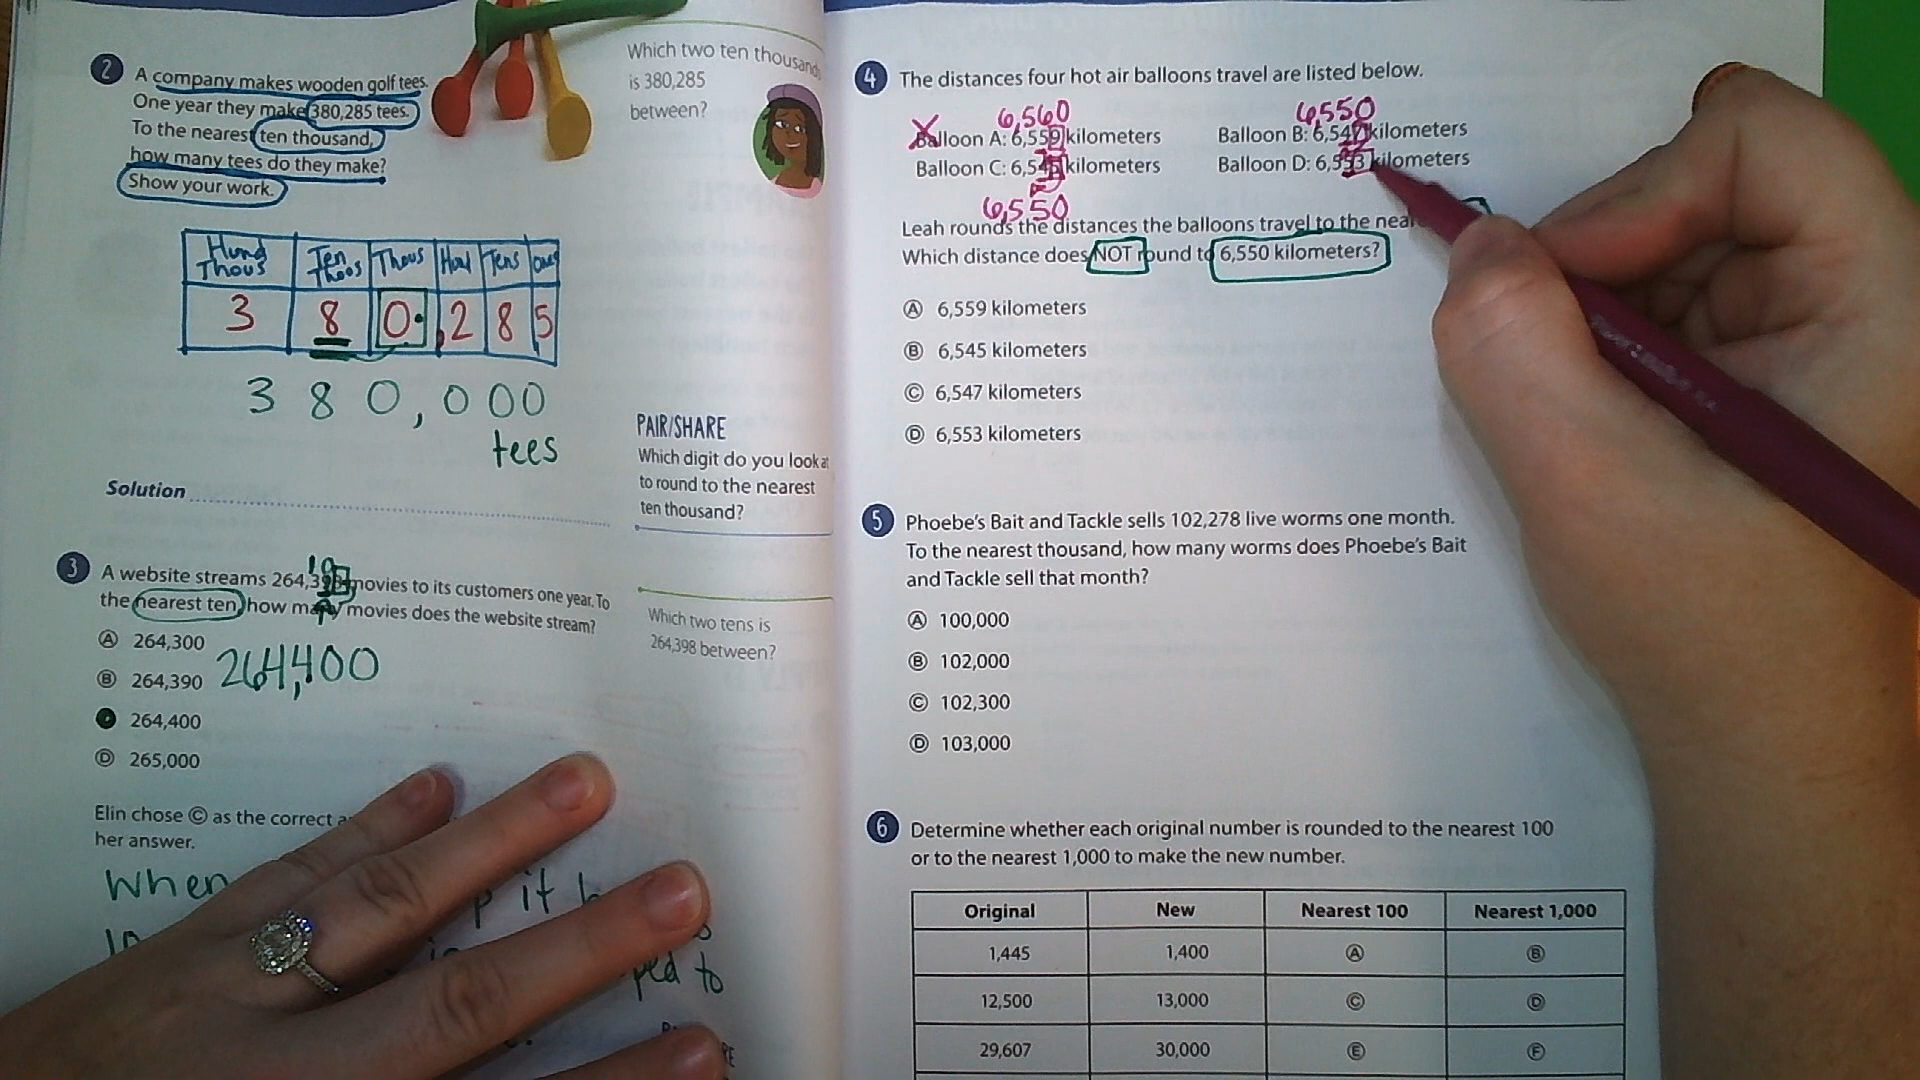 2 A company makes wooden golf tees.
One year they make 380,285 tees.
To the nearest ten thousand,
how many tees do they make?
Show your work.
Which two ten thousands
is 380,285
between?
Hund Thous
Ten Thous
Thous
Hund
Tens
ones
3 8 0 , 2 8 5
3 8 0 , 0 0 0
tees
Solution
PAIR/SHARE
Which digit do you look at
to round to the nearest
ten thousand?
3 A website streams 264,398 movies to its customers one year. To
the nearest ten, how many movies does the website stream?
A 264,300
B 264,390
264,400
264,400
D 265,000
Which two tens is
264,398 between?
Elin chose C as the correct
her answer.
When
it
to
4 The distances four hot air balloons travel are listed below.
6,560
6,550
Balloon A: 6,559 kilometers
Balloon B: 6,547 kilometers
Balloon C: 6,545 kilometers
Balloon D: 6,553 kilometers
6,550
Leah rounds the distances the balloons travel to the
Which distance does NOT round to 6,550 kilometers?
A 6,559 kilometers
B 6,545 kilometers
C 6,547 kilometers
D 6,553 kilometers
5 Phoebe's Bait and Tackle sells 102,278 live worms one month.
To the nearest thousand, how many worms does Phoebe's Bait
and Tackle sell that month?
A 100,000
B 102,000
C 102,300
D 103,000
6 Determine whether each original number is rounded to the nearest 100
or to the nearest 1,000 to make the new number.
Original New Nearest 100 Nearest 1,000
1,445 1,400 A B
12,500 13,000 C D
29,607 30,000 E F